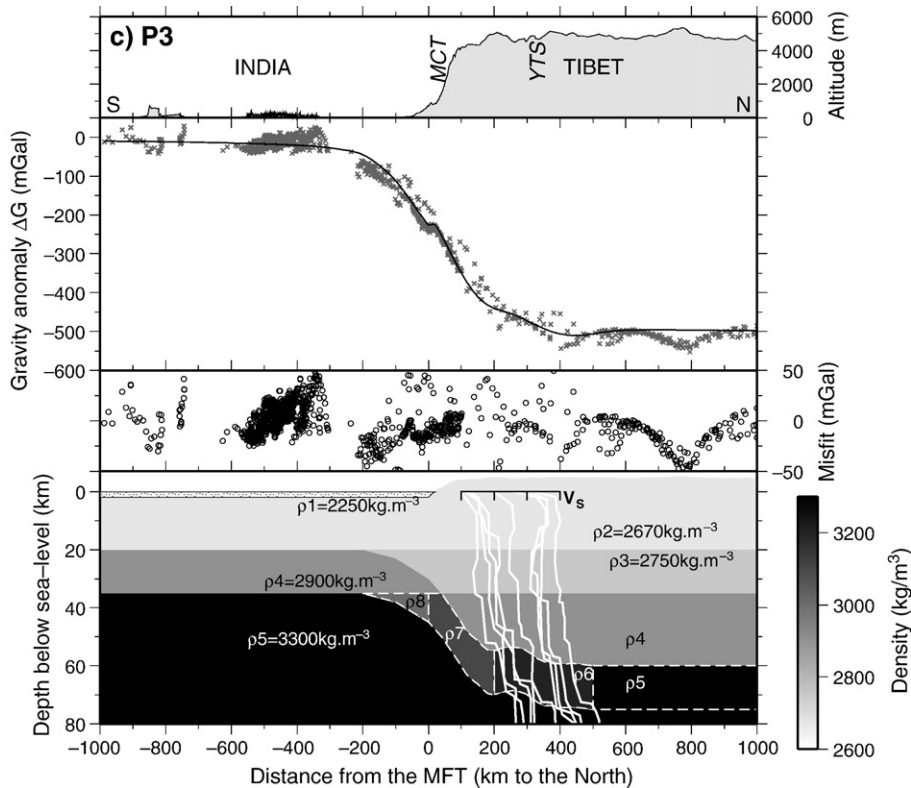 c) P3
MCT
YTS
INDIA
TIBET
S
N
6000
4000
2000
0
Altitude (m)
0
−100
−200
−300
−400
−500
−600
Gravity anomaly ΔG (mGal)
50
0
−50
Misfit (mGal)
0
20
40
60
80
Depth below sea−level (km)
ρ1=2250kg.m⁻³
Vs
ρ2=2670kg.m⁻³
ρ3=2750kg.m⁻³
ρ4=2900kg.m⁻³
ρ8
ρ7
ρ5=3300kg.m⁻³
ρ4
ρ6
ρ5
3200
3000
2800
2600
Density (kg/m³)
−1000 −800 −600 −400 −200 0 200 400 600 800 1000
Distance from the MFT (km to the North)